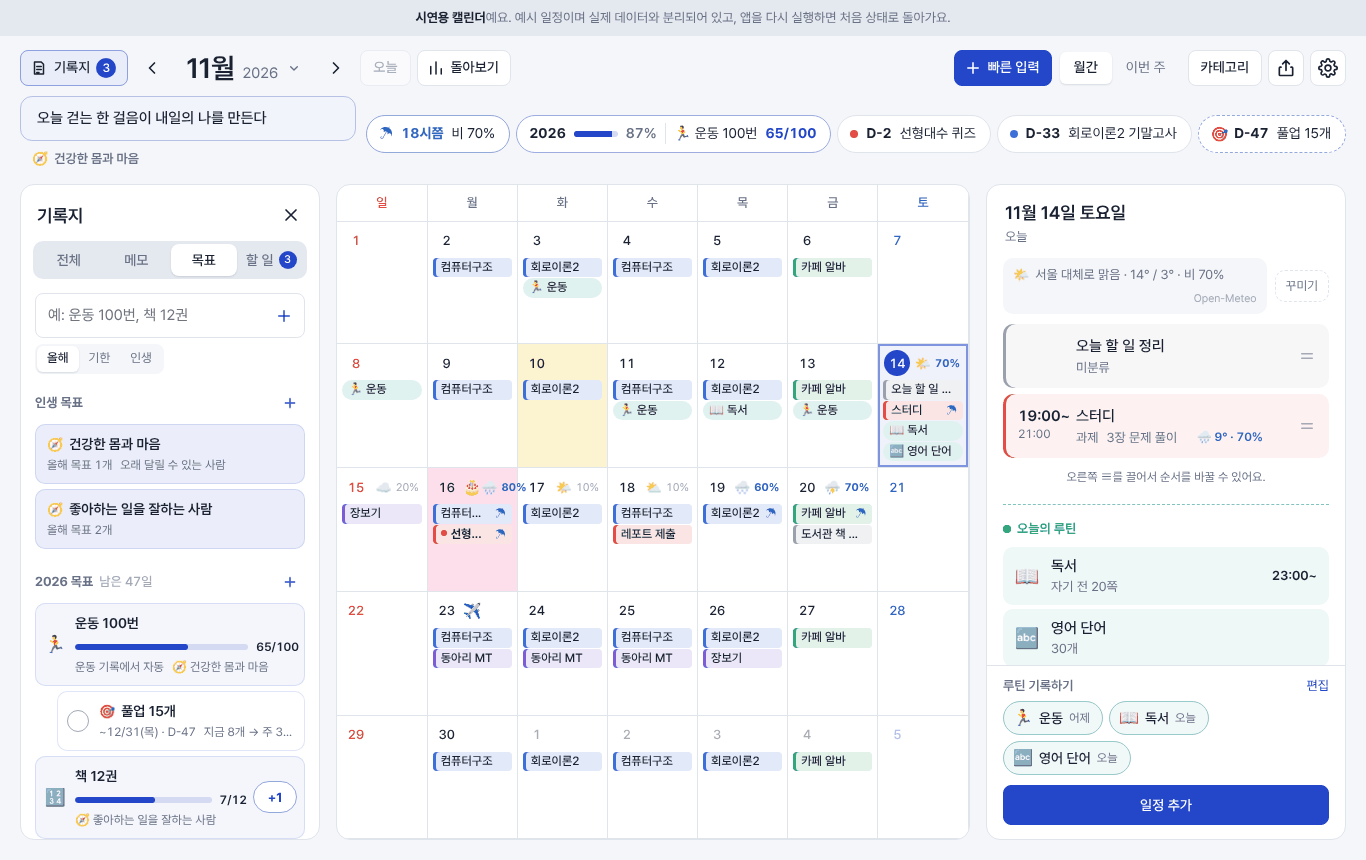 시연용 캘린더예요. 예시 일정이며 실제 데이터와 분리되어 있고, 앱을 다시 실행하면 처음 상태로 돌아가요.
기록지 3
11월 2026
오늘
돌아보기
빠른 입력
월간
이번 주
카테고리
오늘 걷는 한 걸음이 내일의 나를 만든다
건강한 몸과 마음
18시쯤 비 70%
2026 87% 운동 100번 65/100
D-2 선형대수 퀴즈
D-33 회로이론2 기말고사
D-47 풀업 15개
기록지
전체 메모 목표 할 일 3
예: 운동 100번, 책 12권
올해 기한 인생
인생 목표
건강한 몸과 마음
올해 목표 1개 오래 달릴 수 있는 사람
좋아하는 일을 잘하는 사람
올해 목표 2개
2026 목표 남은 47일
운동 100번
65/100
운동 기록에서 자동 건강한 몸과 마음
풀업 15개
~12/31(목) · D-47 지금 8개 → 주 3...
책 12권
7/12 +1
좋아하는 일을 잘하는 사람
일 월 화 수 목 금 토
1 2 3 4 5 6 7
컴퓨터구조 회로이론2 컴퓨터구조 회로이론2 카페 알바
운동
8 9 10 11 12 13 14 70%
운동 컴퓨터구조 회로이론2 컴퓨터구조 회로이론2 카페 알바 오늘 할 일 ...
운동 독서 운동 스터디
독서
영어 단어
15 20% 16 80% 17 10% 18 10% 19 60% 20 70% 21
장보기 컴퓨터... 회로이론2 컴퓨터구조 회로이론2 카페 알바
선형... 레포트 제출 도서관 책 ...
22 23 24 25 26 27 28
컴퓨터구조 회로이론2 컴퓨터구조 회로이론2 카페 알바
동아리 MT 동아리 MT 동아리 MT 장보기
29 30 1 2 3 4 5
컴퓨터구조 회로이론2 컴퓨터구조 회로이론2 카페 알바
11월 14일 토요일
오늘
서울 대체로 맑음 · 14° / 3° · 비 70%
Open-Meteo
꾸미기
오늘 할 일 정리
미분류
19:00~ 스터디
21:00 과제 3장 문제 풀이 9° · 70%
오른쪽 ≡를 끌어서 순서를 바꿀 수 있어요.
오늘의 루틴
독서
자기 전 20쪽
23:00~
영어 단어
30개
루틴 기록하기 편집
운동 어제
독서 오늘
영어 단어 오늘
일정 추가